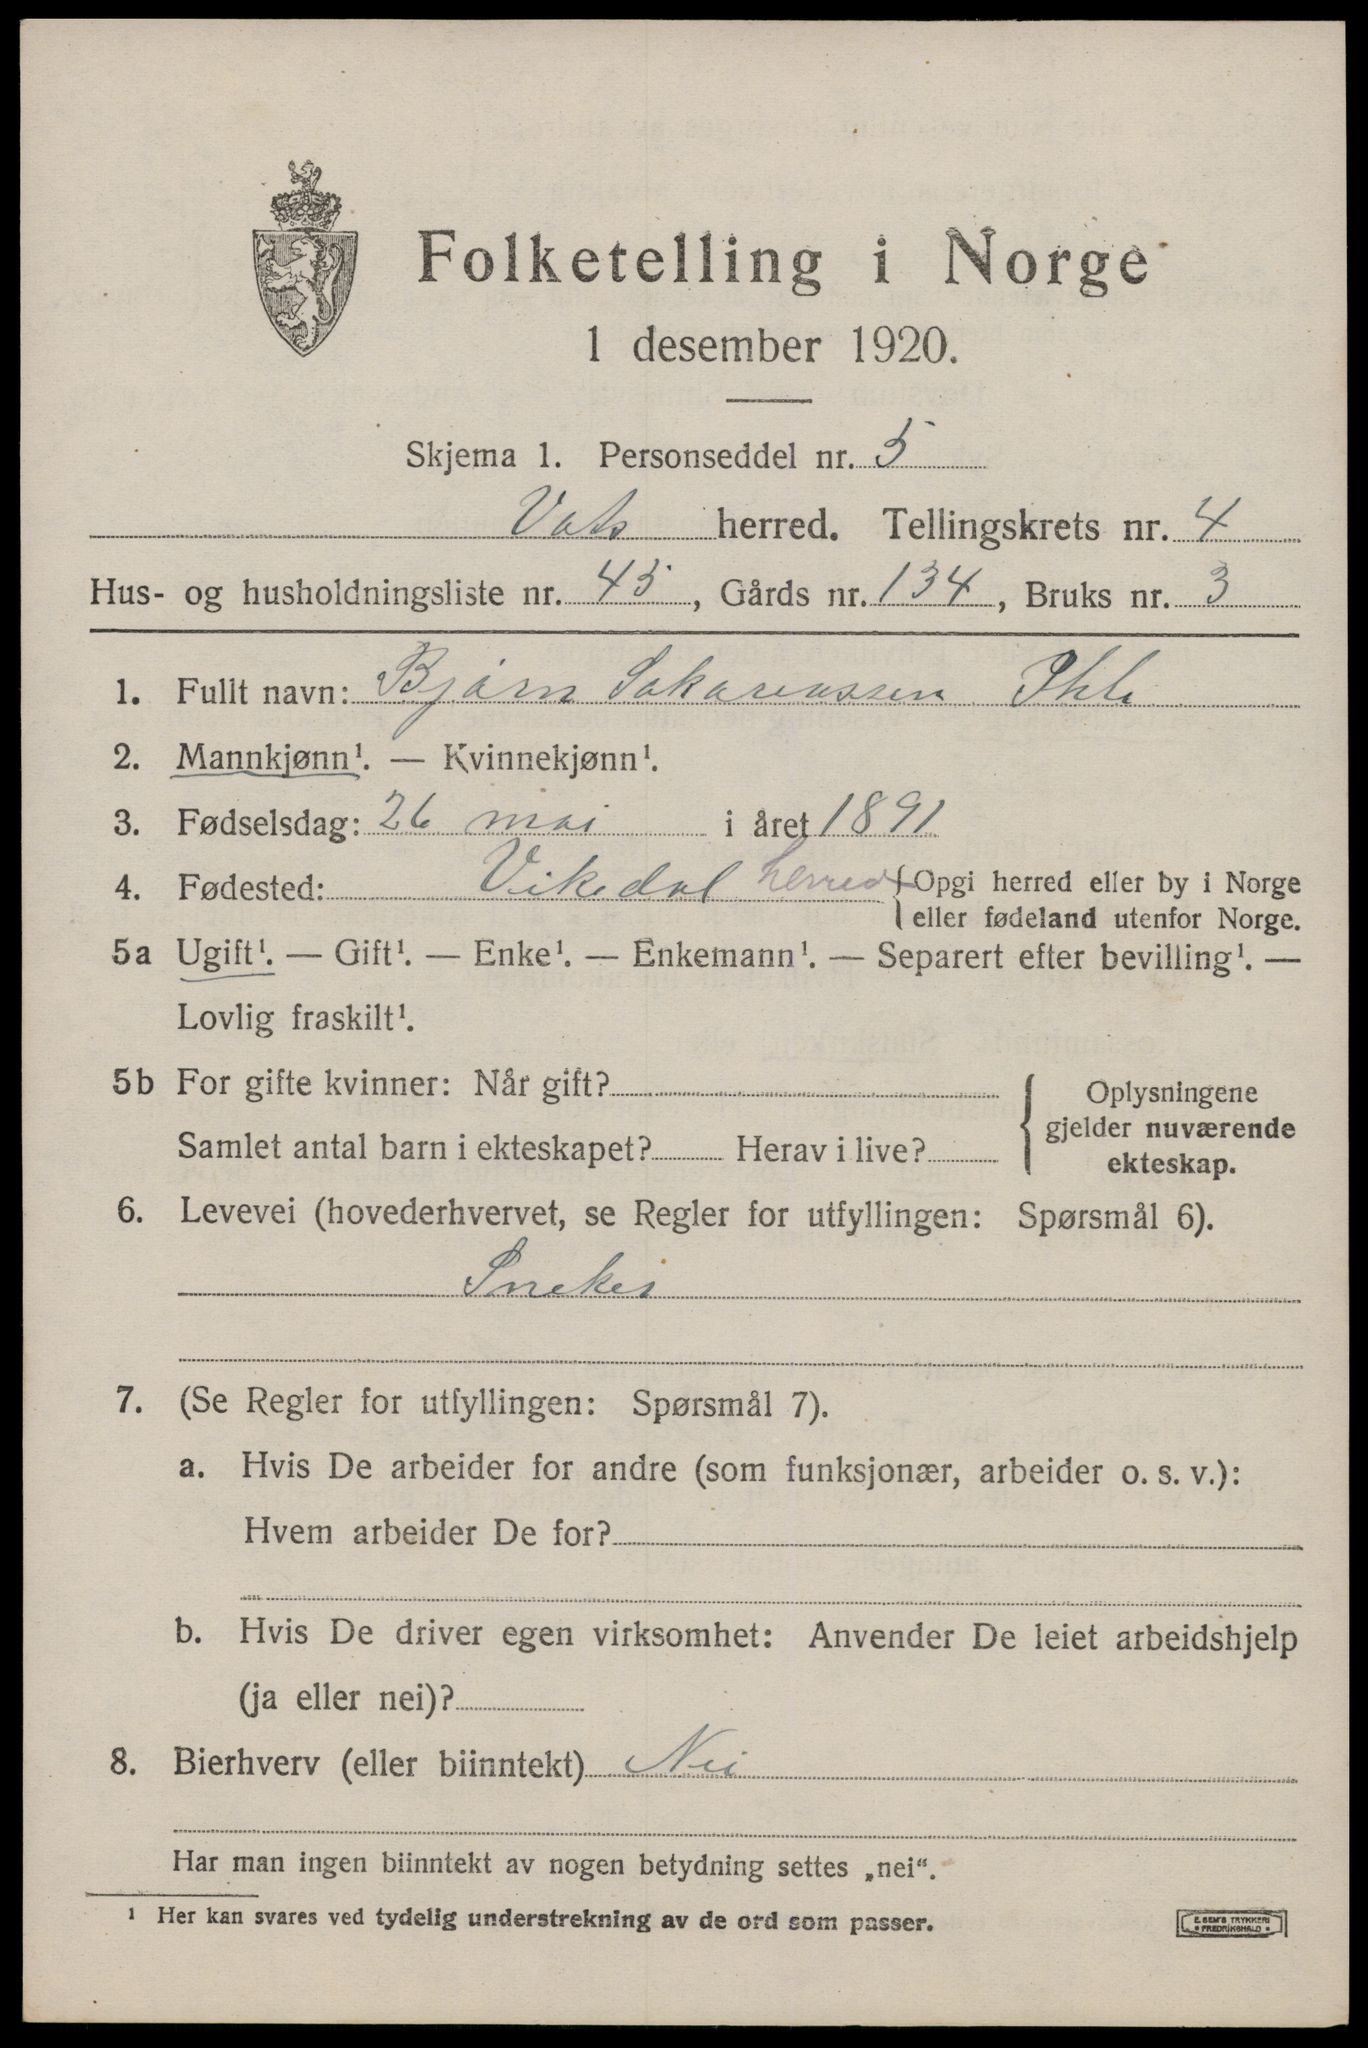 Folketelling i Norge
1 desember 1920.
Skjema 1. Personseddel nr. 5
Vats herred. Tellingskrets nr. 4
Hus- og husholdningsliste nr. 45, Gårds nr. 134, Bruks nr. 3
1. Fullt navn: Bjørn Sakariassen
2. Mannkjønn¹. — Kvinnekjønn¹.
3. Fødselsdag: 26 mai i året 1891
4. Fødested: Vikedal herred {Opgi herred eller by i Norge
eller fødeland utenfor Norge.
5a Ugift¹. — Gift¹. — Enke¹. — Enkemann¹. — Separert efter bevilling¹. —
Lovlig fraskilt¹.
5b For gifte kvinner: Når gift?
Samlet antal barn i ekteskapet? Herav i live?
{ Oplysningene
gjelder nuværende
ekteskap.
6. Levevei (hovederhvervet, se Regler for utfyllingen: Spørsmål 6).
Sneker
7. (Se Regler for utfyllingen: Spørsmål 7).
a. Hvis De arbeider for andre (som funksjonær, arbeider o. s. v.):
Hvem arbeider De for?
b. Hvis De driver egen virksomhet: Anvender De leiet arbeidshjelp
(ja eller nei)?
8. Bierhverv (eller biinntekt) Nei
Har man ingen biinntekt av nogen betydning settes „nei“.
¹ Her kan svares ved tydelig understrekning av de ord som passer.
E. SEM'S TRYKKERI
• FREDRIKSHALD •